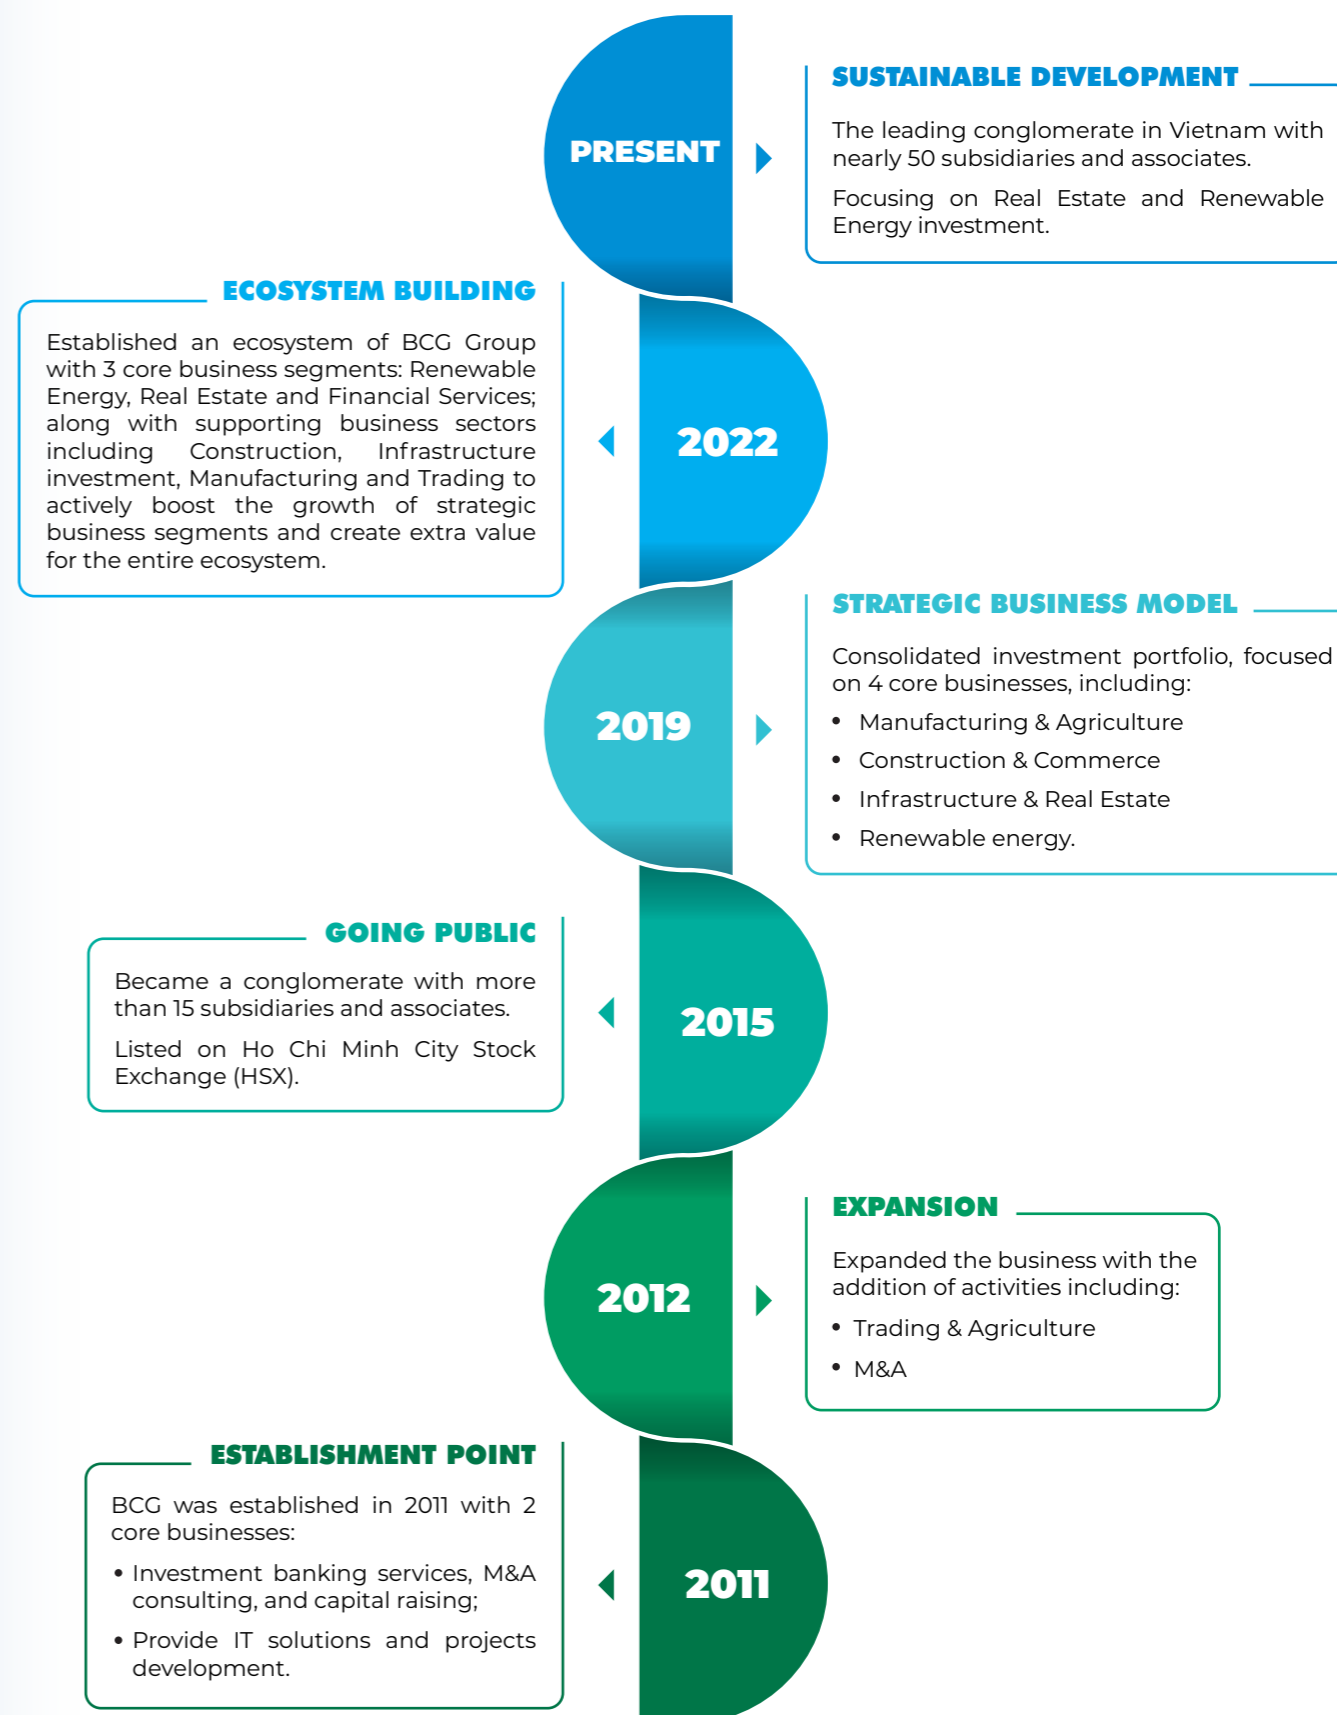 PRESENT
SUSTAINABLE DEVELOPMENT
The leading conglomerate in Vietnam with
nearly 50 subsidiaries and associates.
Focusing on Real Estate and Renewable
Energy investment.
ECOSYSTEM BUILDING
Established an ecosystem of BCG Group
with 3 core business segments: Renewable
Energy, Real Estate and Financial Services;
along with supporting business sectors
including Construction, Infrastructure
investment, Manufacturing and Trading to
actively boost the growth of strategic
business segments and create extra value
for the entire ecosystem.
2022
STRATEGIC BUSINESS MODEL
Consolidated investment portfolio, focused
on 4 core businesses, including:
• Manufacturing & Agriculture
• Construction & Commerce
• Infrastructure & Real Estate
• Renewable energy.
2019
GOING PUBLIC
Became a conglomerate with more
than 15 subsidiaries and associates.
Listed on Ho Chi Minh City Stock
Exchange (HSX).
2015
EXPANSION
Expanded the business with the
addition of activities including:
• Trading & Agriculture
• M&A
2012
ESTABLISHMENT POINT
BCG was established in 2011 with 2
core businesses:
• Investment banking services, M&A
consulting, and capital raising;
• Provide IT solutions and projects
development.
2011